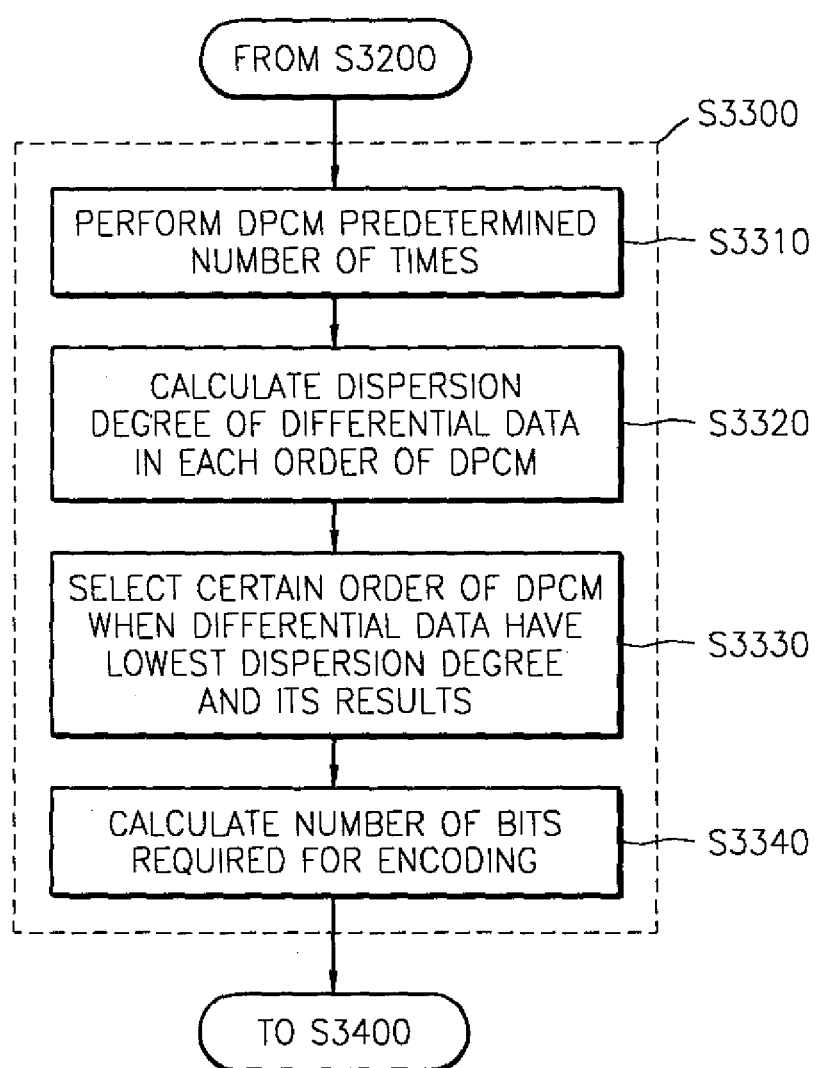 FROM S3200
S3300
PERFORM DPCM PREDETERMINED
NUMBER OF TIMES
S3310
CALCULATE DISPERSION
DEGREE OF DIFFERENTIAL DATA
IN EACH ORDER OF DPCM
S3320
SELECT CERTAIN ORDER OF DPCM
WHEN DIFFERENTIAL DATA HAVE
LOWEST DISPERSION DEGREE
AND ITS RESULTS
S3330
CALCULATE NUMBER OF BITS
REQUIRED FOR ENCODING
S3340
TO S3400